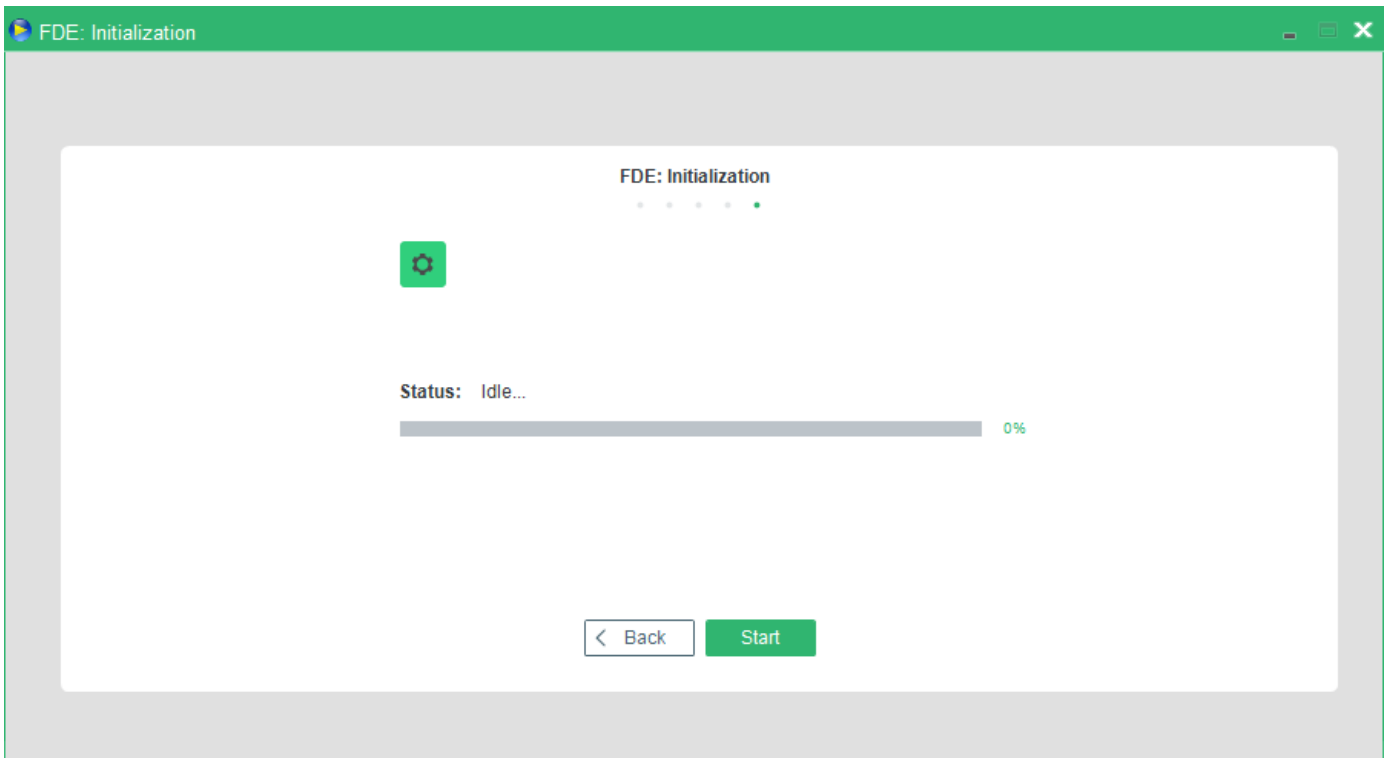 FDE: Initialization
FDE: Initialization
Status: Idle...
0%
Back
Start